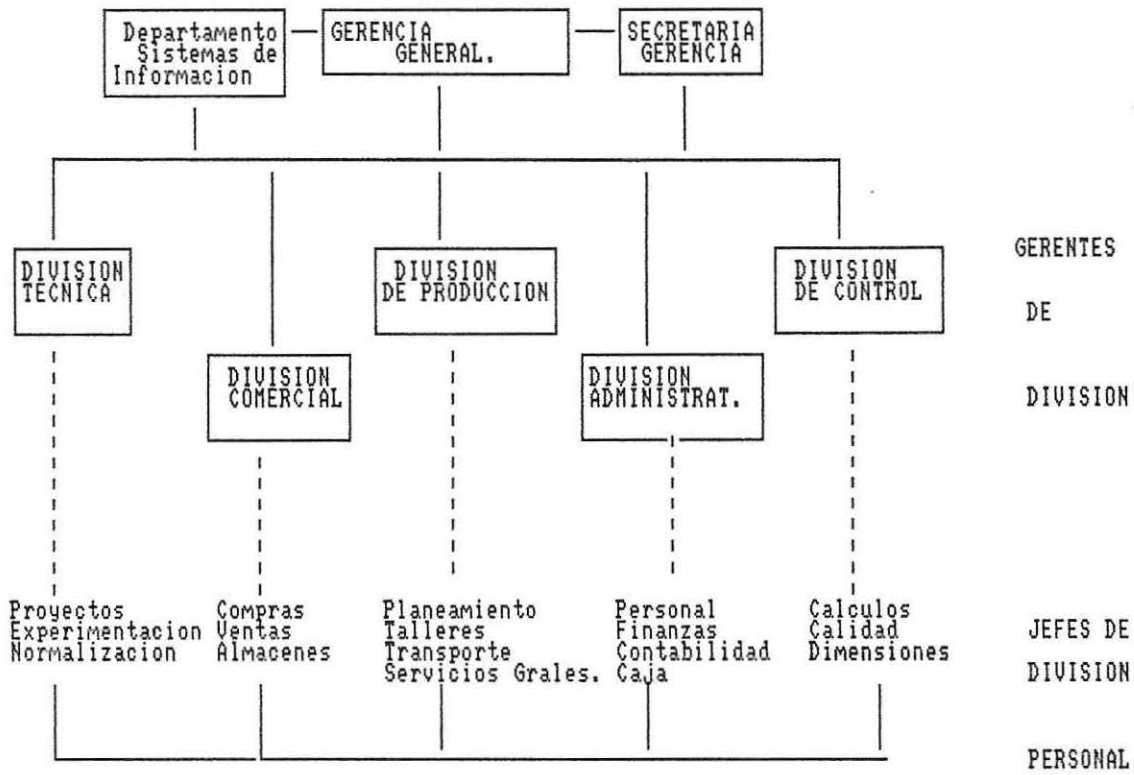 Departamento
Sistemas de
Informacion
GERENCIA
GENERAL.
SECRETARIA
GERENCIA
DIVISION
TECNICA
DIVISION
DE PRODUCCION
DIVISION
DE CONTROL
DIVISION
COMERCIAL
DIVISION
ADMINISTRAT.
GERENTES
DE
DIVISION
Proyectos
Experimentacion
Normalizacion
Compras
Ventas
Almacenes
Planeamiento
Talleres
Transporte
Servicios Grales.
Personal
Finanzas
Contabilidad
Caja
Calculos
Calidad
Dimensiones
JEFES DE
DIVISION
PERSONAL